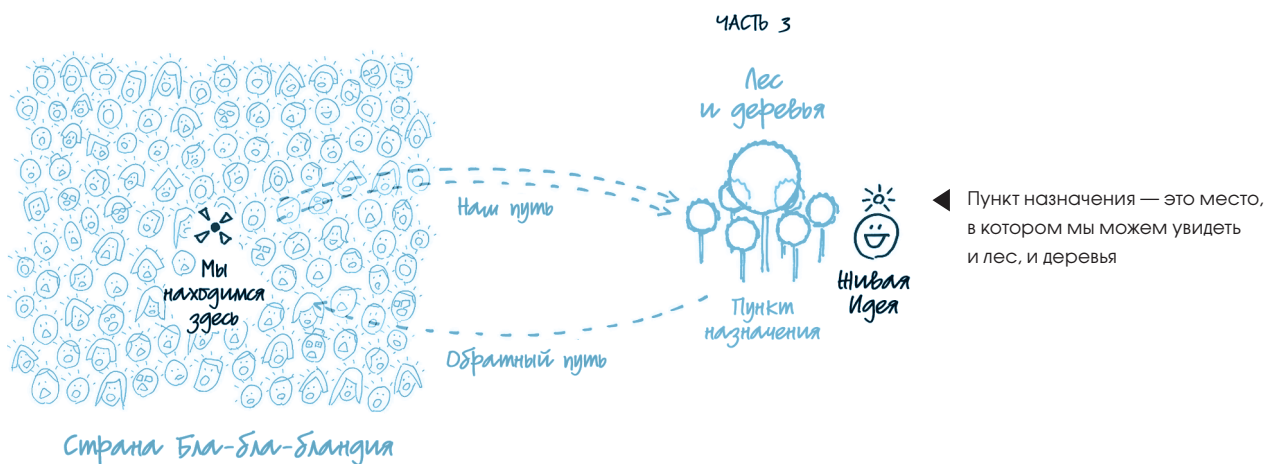 ЧАСТЬ 3
Лес
и деревья
Наш путь
Мы
находимся
здесь
Живая
Идея
Пункт
назначения
Обратный путь
Страна Бла-бла-бландия
Пункт назначения — это место,
в котором мы можем увидеть
и лес, и деревья